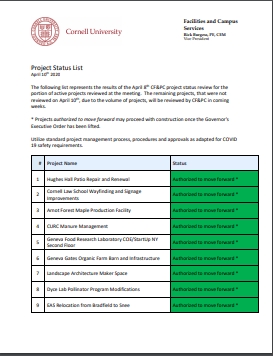 Cornell University
Facilities and Campus
Services
Rick Burgess, PE, CEM
Vice President
Project Status List
April 10th 2020
The following list represents the results of the April 8th CF&PC project status review for the
portion of active projects reviewed at the meeting. The remaining projects, that were not
reviewed on April 10th, due to the volume of projects, will be reviewed by CF&PC in coming
weeks.
* Projects authorized to move forward may proceed with construction once the Governor's
Executive Order has been lifted.
Utilize standard management process, procedures and approvals as adapted for COVID
19 safety requirements.
# Project Name Status
1 Hughes Hall Patio Repair and Renewal Authorized to move forward *
2 Cornell Law School Wayfinding and Signage
Improvements Authorized to move forward *
3 Arnot Forest Maple Production Facility Authorized to move forward *
4 CURC Manure Management Authorized to move forward *
5 Geneva Food Research Laboratory COE/StartUp NY
Second Floor Authorized to move forward *
6 Geneva Gates Organic Farm Barn and Infrastructure Authorized to move forward *
7 Landscape Architecture Maker Space Authorized to move forward *
8 Dyce Lab Pollinator Program Modifications Authorized to move forward *
9 EAS Relocation from Bradfield to Snee Authorized to move forward *